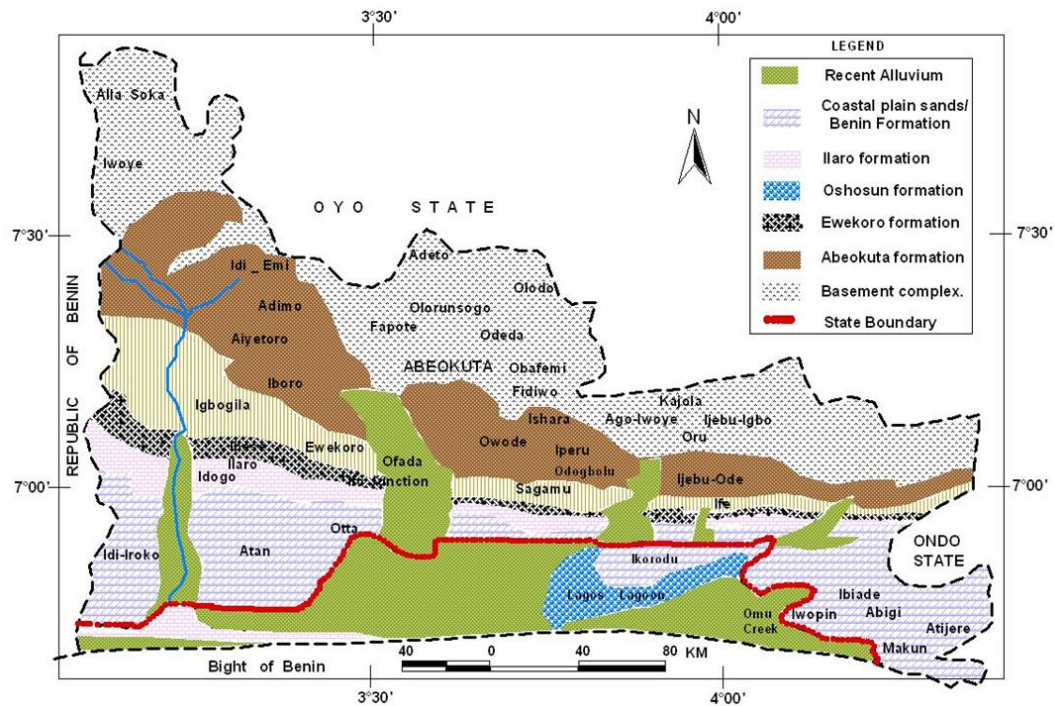 3°30'
4°00'
LEGEND
Recent Alluvium
Coastal plain sands/
Benin Formation
Ilaro formation
Oshosun formation
Ewekoro formation
Abeokuta formation
Basement complex.
State Boundary
N
Alla Soka
Iwoye
OYO STATE
7°30'
7°30'
Adeto
Idi _ Emi
Olodo
Adimo
Olorunsogo
Fapote
Odeda
Aiyetoro
ABEOKUTA
Obafemi
Iboro
Fidiwo
Igbogila
Kajola
Ishara
Ago-Iwoye
Ijebu-Igbo
Oru
Owode
Ewekoro
Iperu
Ofada
Odogbolu
Ilaro
Idogo
Junction
Ijebu-Ode
Sagamu
Ife
7°00'
7°00'
REPUBLIC OF BENIN
Otta
Idi-Iroko
Atan
Ikorodu
ONDO
STATE
Lagos Lagoon
Ibiade
Omu
Creek
Iwopin
Abigi
Atijere
Makun
Bight of Benin
40 0 40 80 KM
3°30'
4°00'